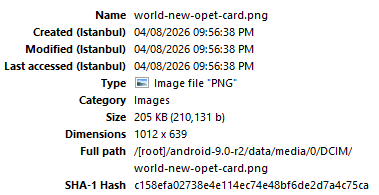 Name world-new-opet-card.png
Created (Istanbul) 04/08/2026 09:56:38 PM
Modified (Istanbul) 04/08/2026 09:56:38 PM
Last accessed (Istanbul) 04/08/2026 09:56:38 PM
Type Image file "PNG"
Category Images
Size 205 KB (210,131 b)
Dimensions 1012 x 639
Full path /[root]/android-9.0-r2/data/media/0/DCIM/
world-new-opet-card.png
SHA-1 Hash c158efa02738e4e114ec74e48bf6de2d7a4c75ca